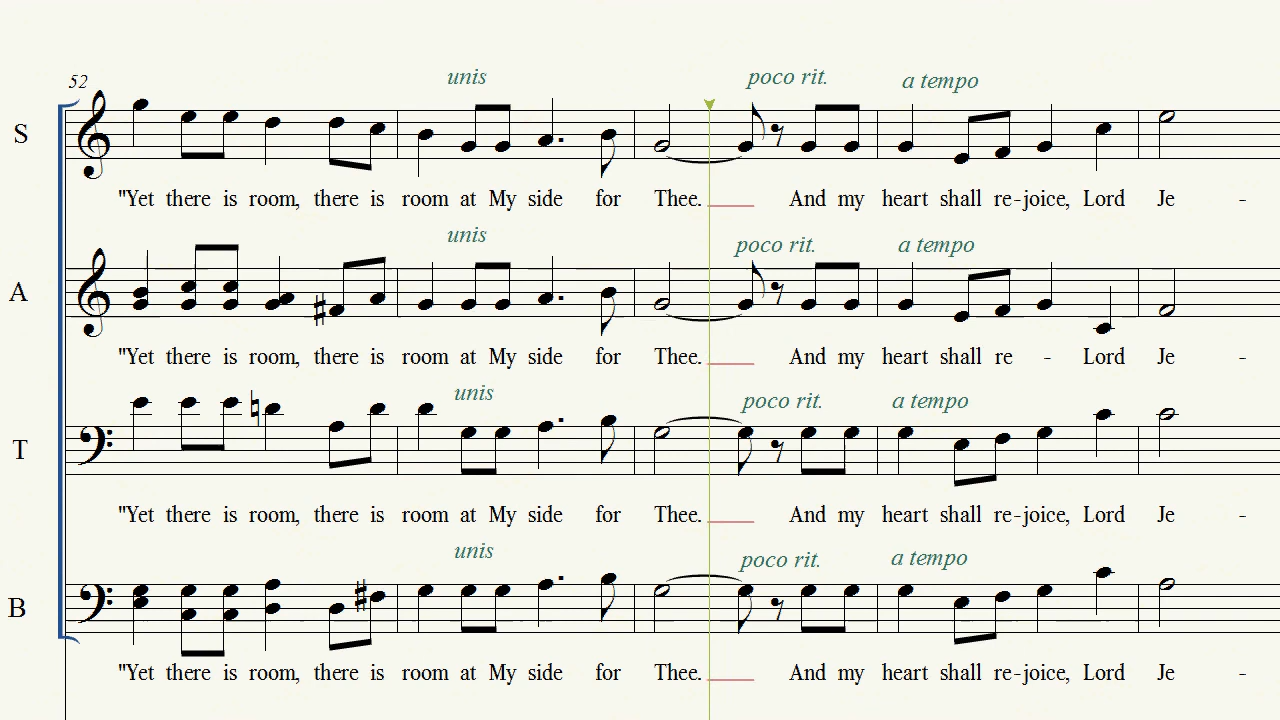 52
unis poco rit. a tempo
S
"Yet there is room, there is room at My side for Thee. And my heart shall re-joice, Lord Je -
unis poco rit. a tempo
A
"Yet there is room, there is room at My side for Thee. And my heart shall re - Lord Je -
unis poco rit. a tempo
T
"Yet there is room, there is room at My side for Thee. And my heart shall re-joice, Lord Je -
unis poco rit. a tempo
B
"Yet there is room, there is room at My side for Thee. And my heart shall re-joice, Lord Je -